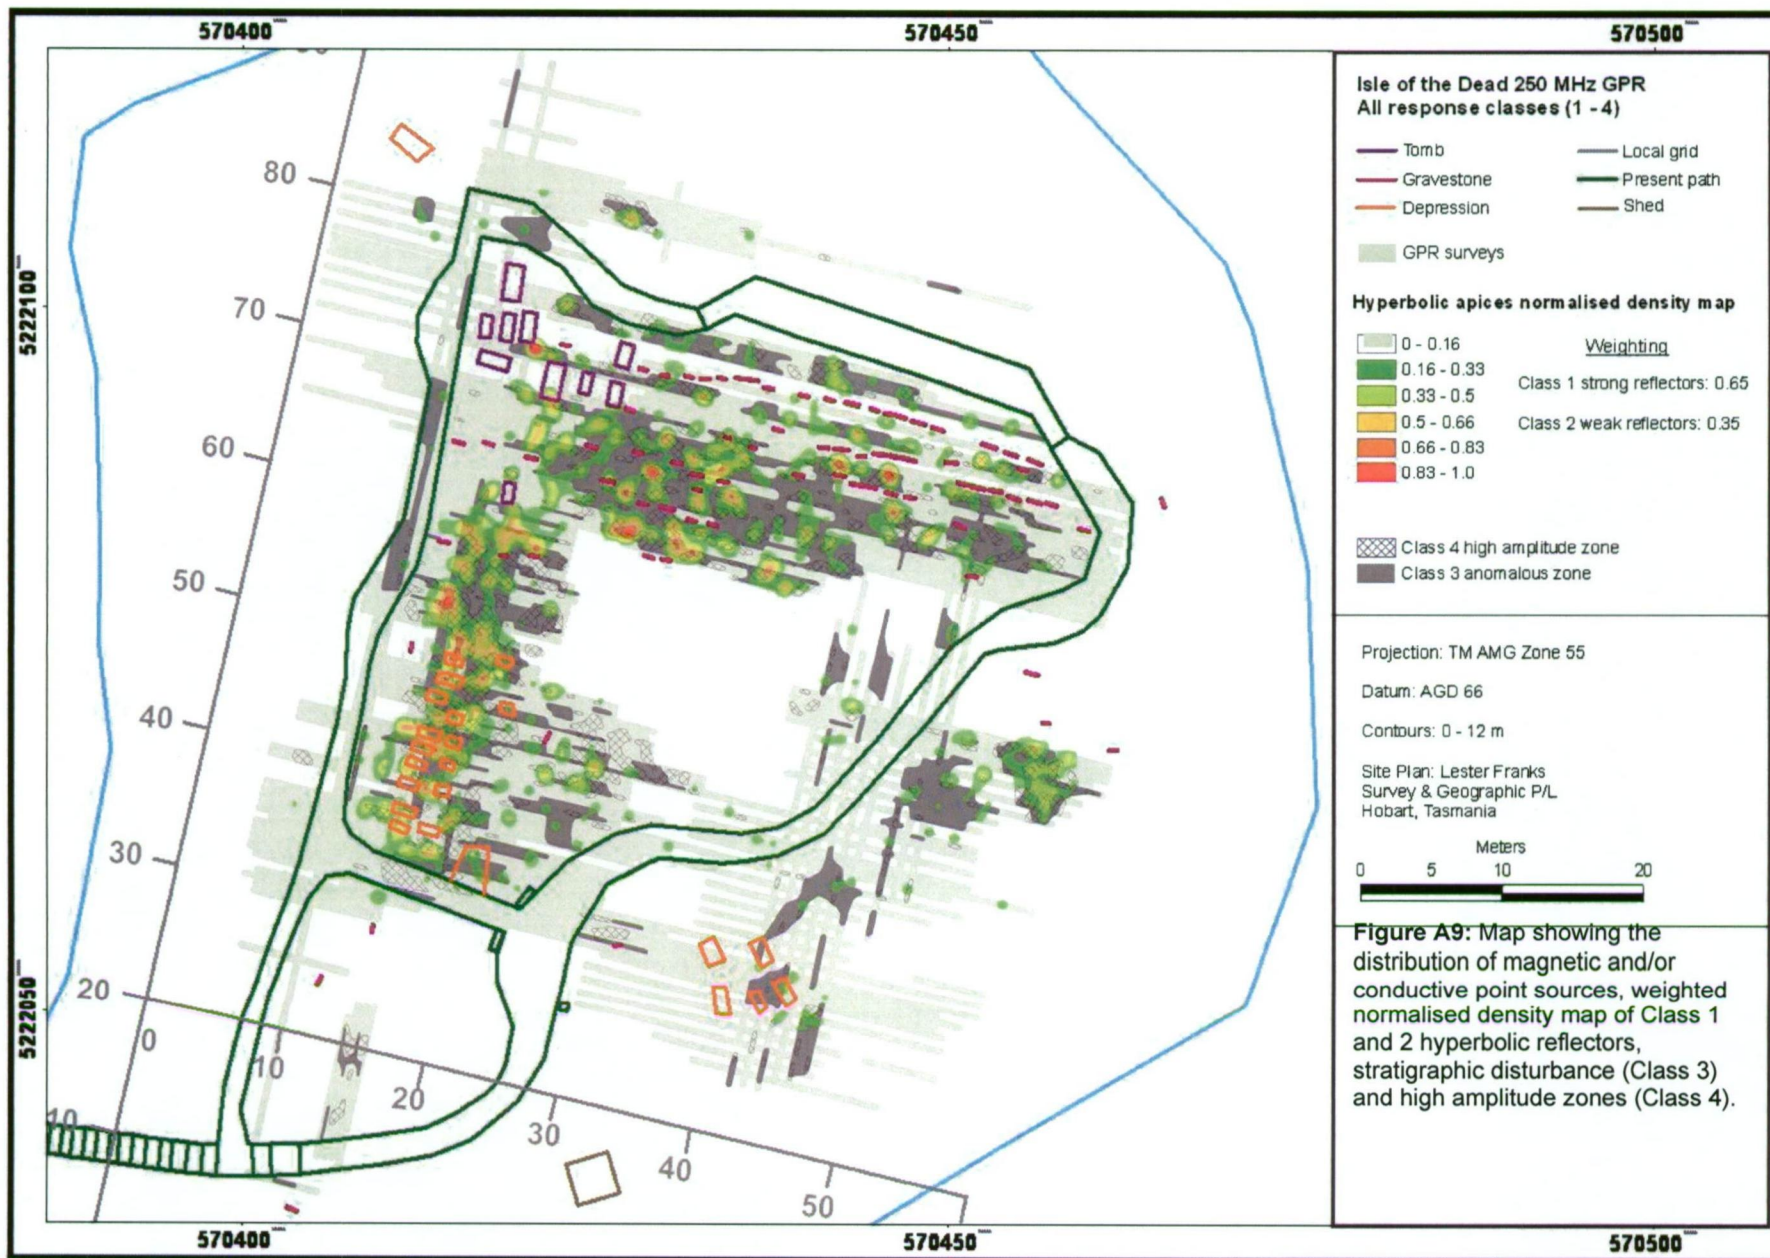 570400
570450
570500
5222100
5222050
80
70
60
50
40
30
20
10
0
10
20
30
40
50
570400
570450
570500
Isle of the Dead 250 MHz GPR
All response classes (1 - 4)
Tomb
Local grid
Gravestone
Present path
Depression
Shed
GPR surveys
Hyperbolic apices normalised density map
0 - 0.16
Weighting
0.16 - 0.33
Class 1 strong reflectors: 0.65
0.33 - 0.5
0.5 - 0.66
Class 2 weak reflectors: 0.35
0.66 - 0.83
0.83 - 1.0
Class 4 high amplitude zone
Class 3 anomalous zone
Projection: TM AMG Zone 55
Datum: AGD 66
Contours: 0 - 12 m
Site Plan: Lester Franks
Survey & Geographic P/L
Hobart, Tasmania
Meters
0 5 10 20
Figure A9: Map showing the
distribution of magnetic and/or
conductive point sources, weighted
normalised density map of Class 1
and 2 hyperbolic reflectors,
stratigraphic disturbance (Class 3)
and high amplitude zones (Class 4).